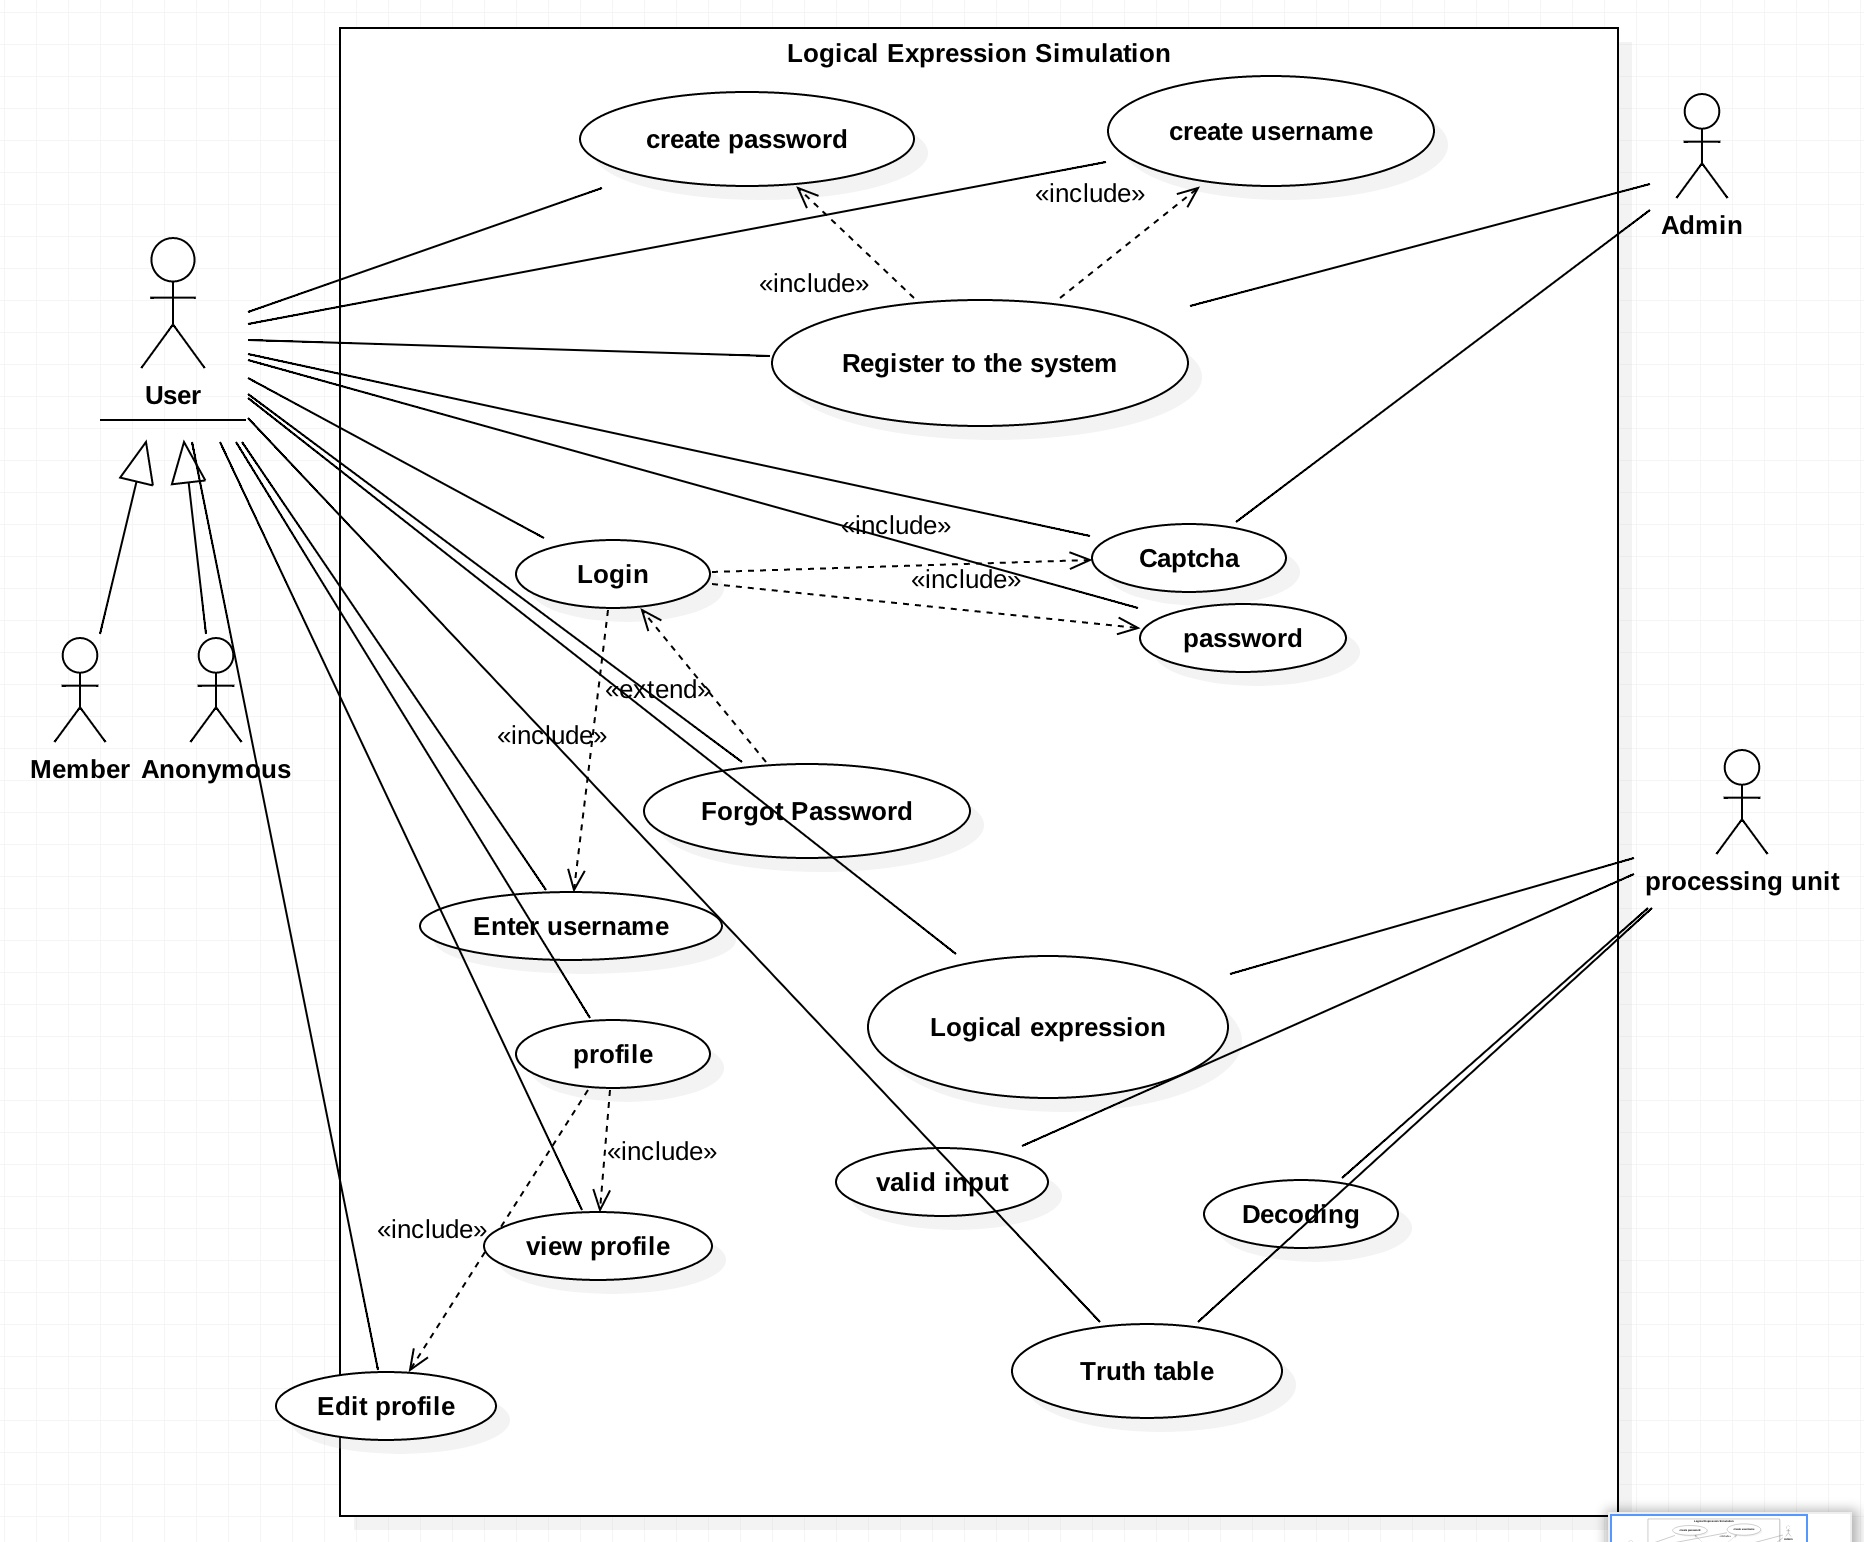 Logical Expression Simulation
create password
create username
«include»
Admin
«include»
Register to the system
User
«include»
Captcha
Login
«include»
password
«extend»
«include»
Member
Anonymous
Forgot Password
processing unit
Enter username
Logical expression
profile
«include»
valid input
Decoding
«include»
view profile
Truth table
Edit profile